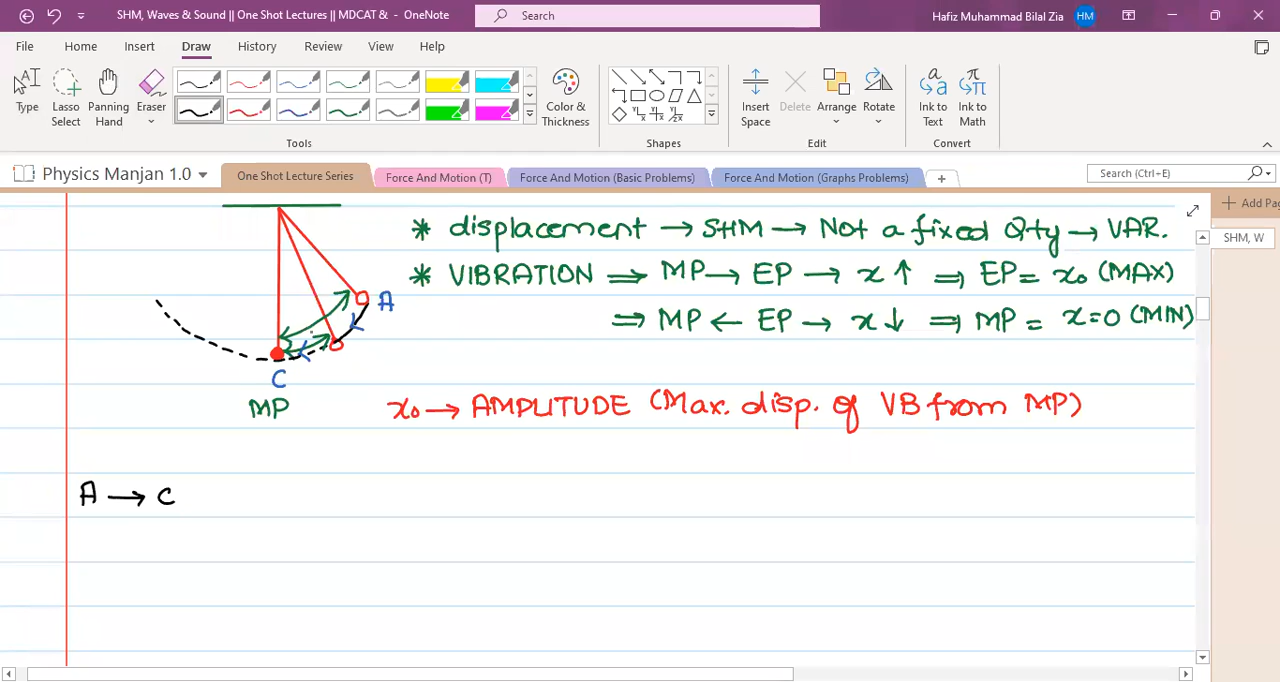 SHM, Waves & Sound || One Shot Lectures || MDCAT & - OneNote
Search
Hafiz Muhammad Bilal Zia
HM
File Home Insert Draw History Review View Help
Type
Lasso Select
Panning Hand
Eraser
Color & Thickness
Insert Space
Delete
Arrange
Rotate
Ink to Text
Ink to Math
Tools
Shapes
Edit
Convert
Physics Manjan 1.0
One Shot Lecture Series
Force And Motion (T)
Force And Motion (Basic Problems)
Force And Motion (Graphs Problems)
Search (Ctrl+E)
Add Pag
SHM, W
* displacement → SHM → Not a fixed Qty → VAR.
* VIBRATION ⇒ MP → EP → x ↑ ⇒ EP = x₀ (MAX)
⇒ MP ← EP → x ↓ ⇒ MP = x=0 (MIN)
A
C
MP
x₀ → AMPLITUDE (Max. disp. of VB from MP)
A → C